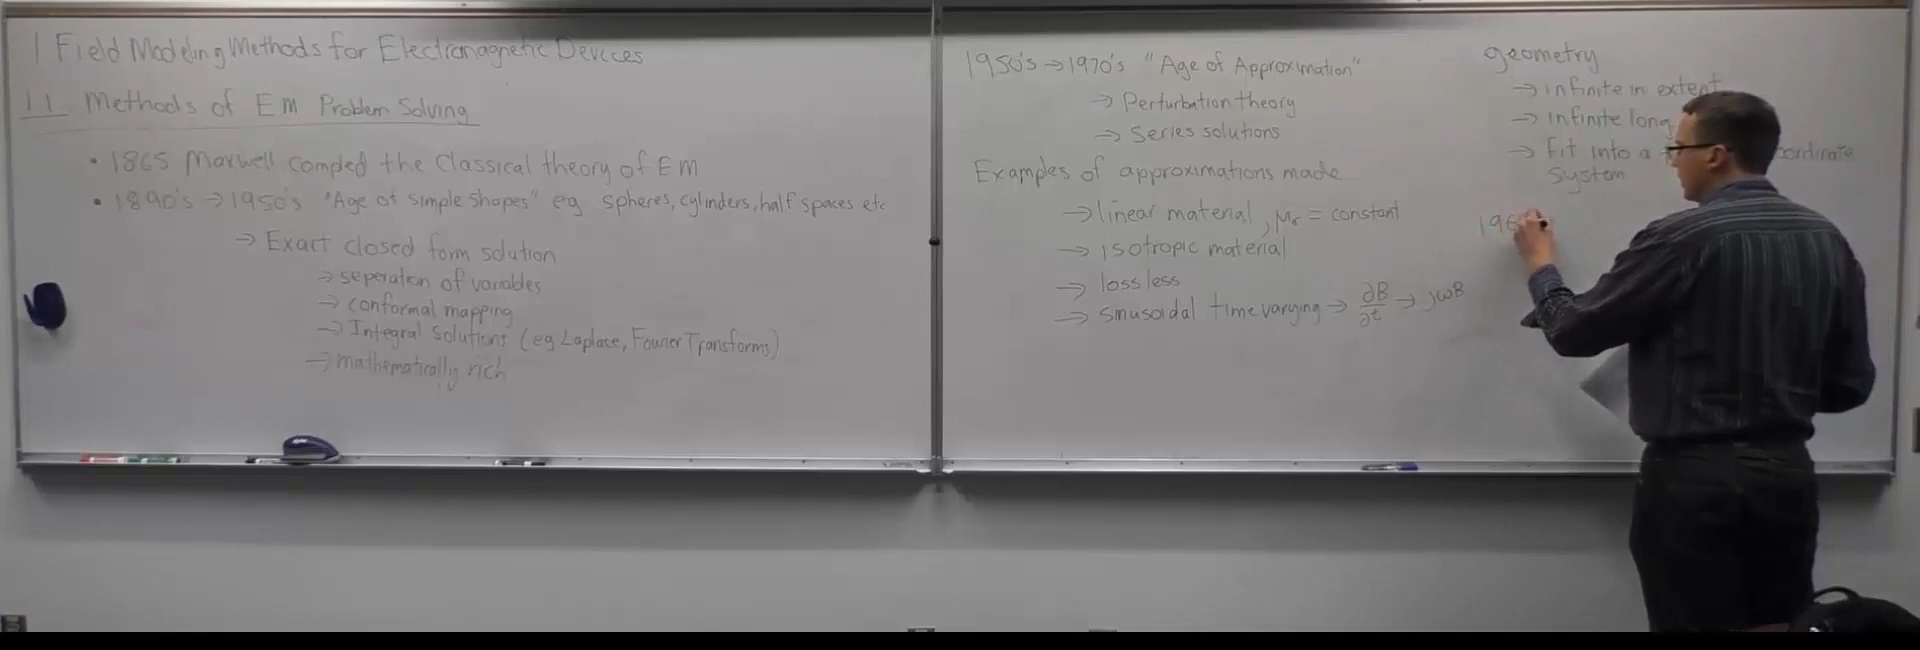 1 Field Modeling Methods for Electromagnetic Devices
1.1 Methods of EM Problem Solving
• 1865 Maxwell compled the Classical theory of EM
• 1890's → 1950's "Age of simple shapes" eg spheres, cylinders, half spaces etc
→ Exact closed form solution
→ seperation of variables
→ conformal mapping
→ Integral solutions (eg Laplace, Fourier Transforms)
→ mathematically rich
1950's → 1970's "Age of Approximation"
→ Perturbation theory
→ Series solutions
Examples of approximations made
→ linear material, μr = constant
→ isotropic material
→ lossless
→ sinusoidal time varying → ∂B/∂t → jωB
geometry
→ infinite in extent
→ infinite long
→ fit into a
system
196